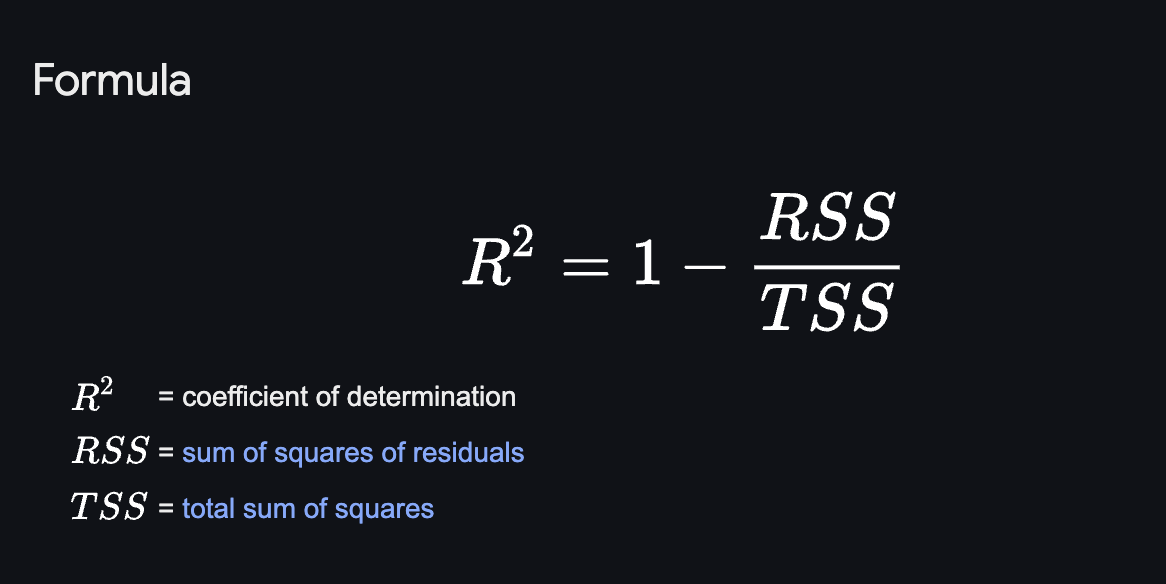 Formula
R² = 1 − RSS/TSS
R² = coefficient of determination
RSS = sum of squares of residuals
TSS = total sum of squares